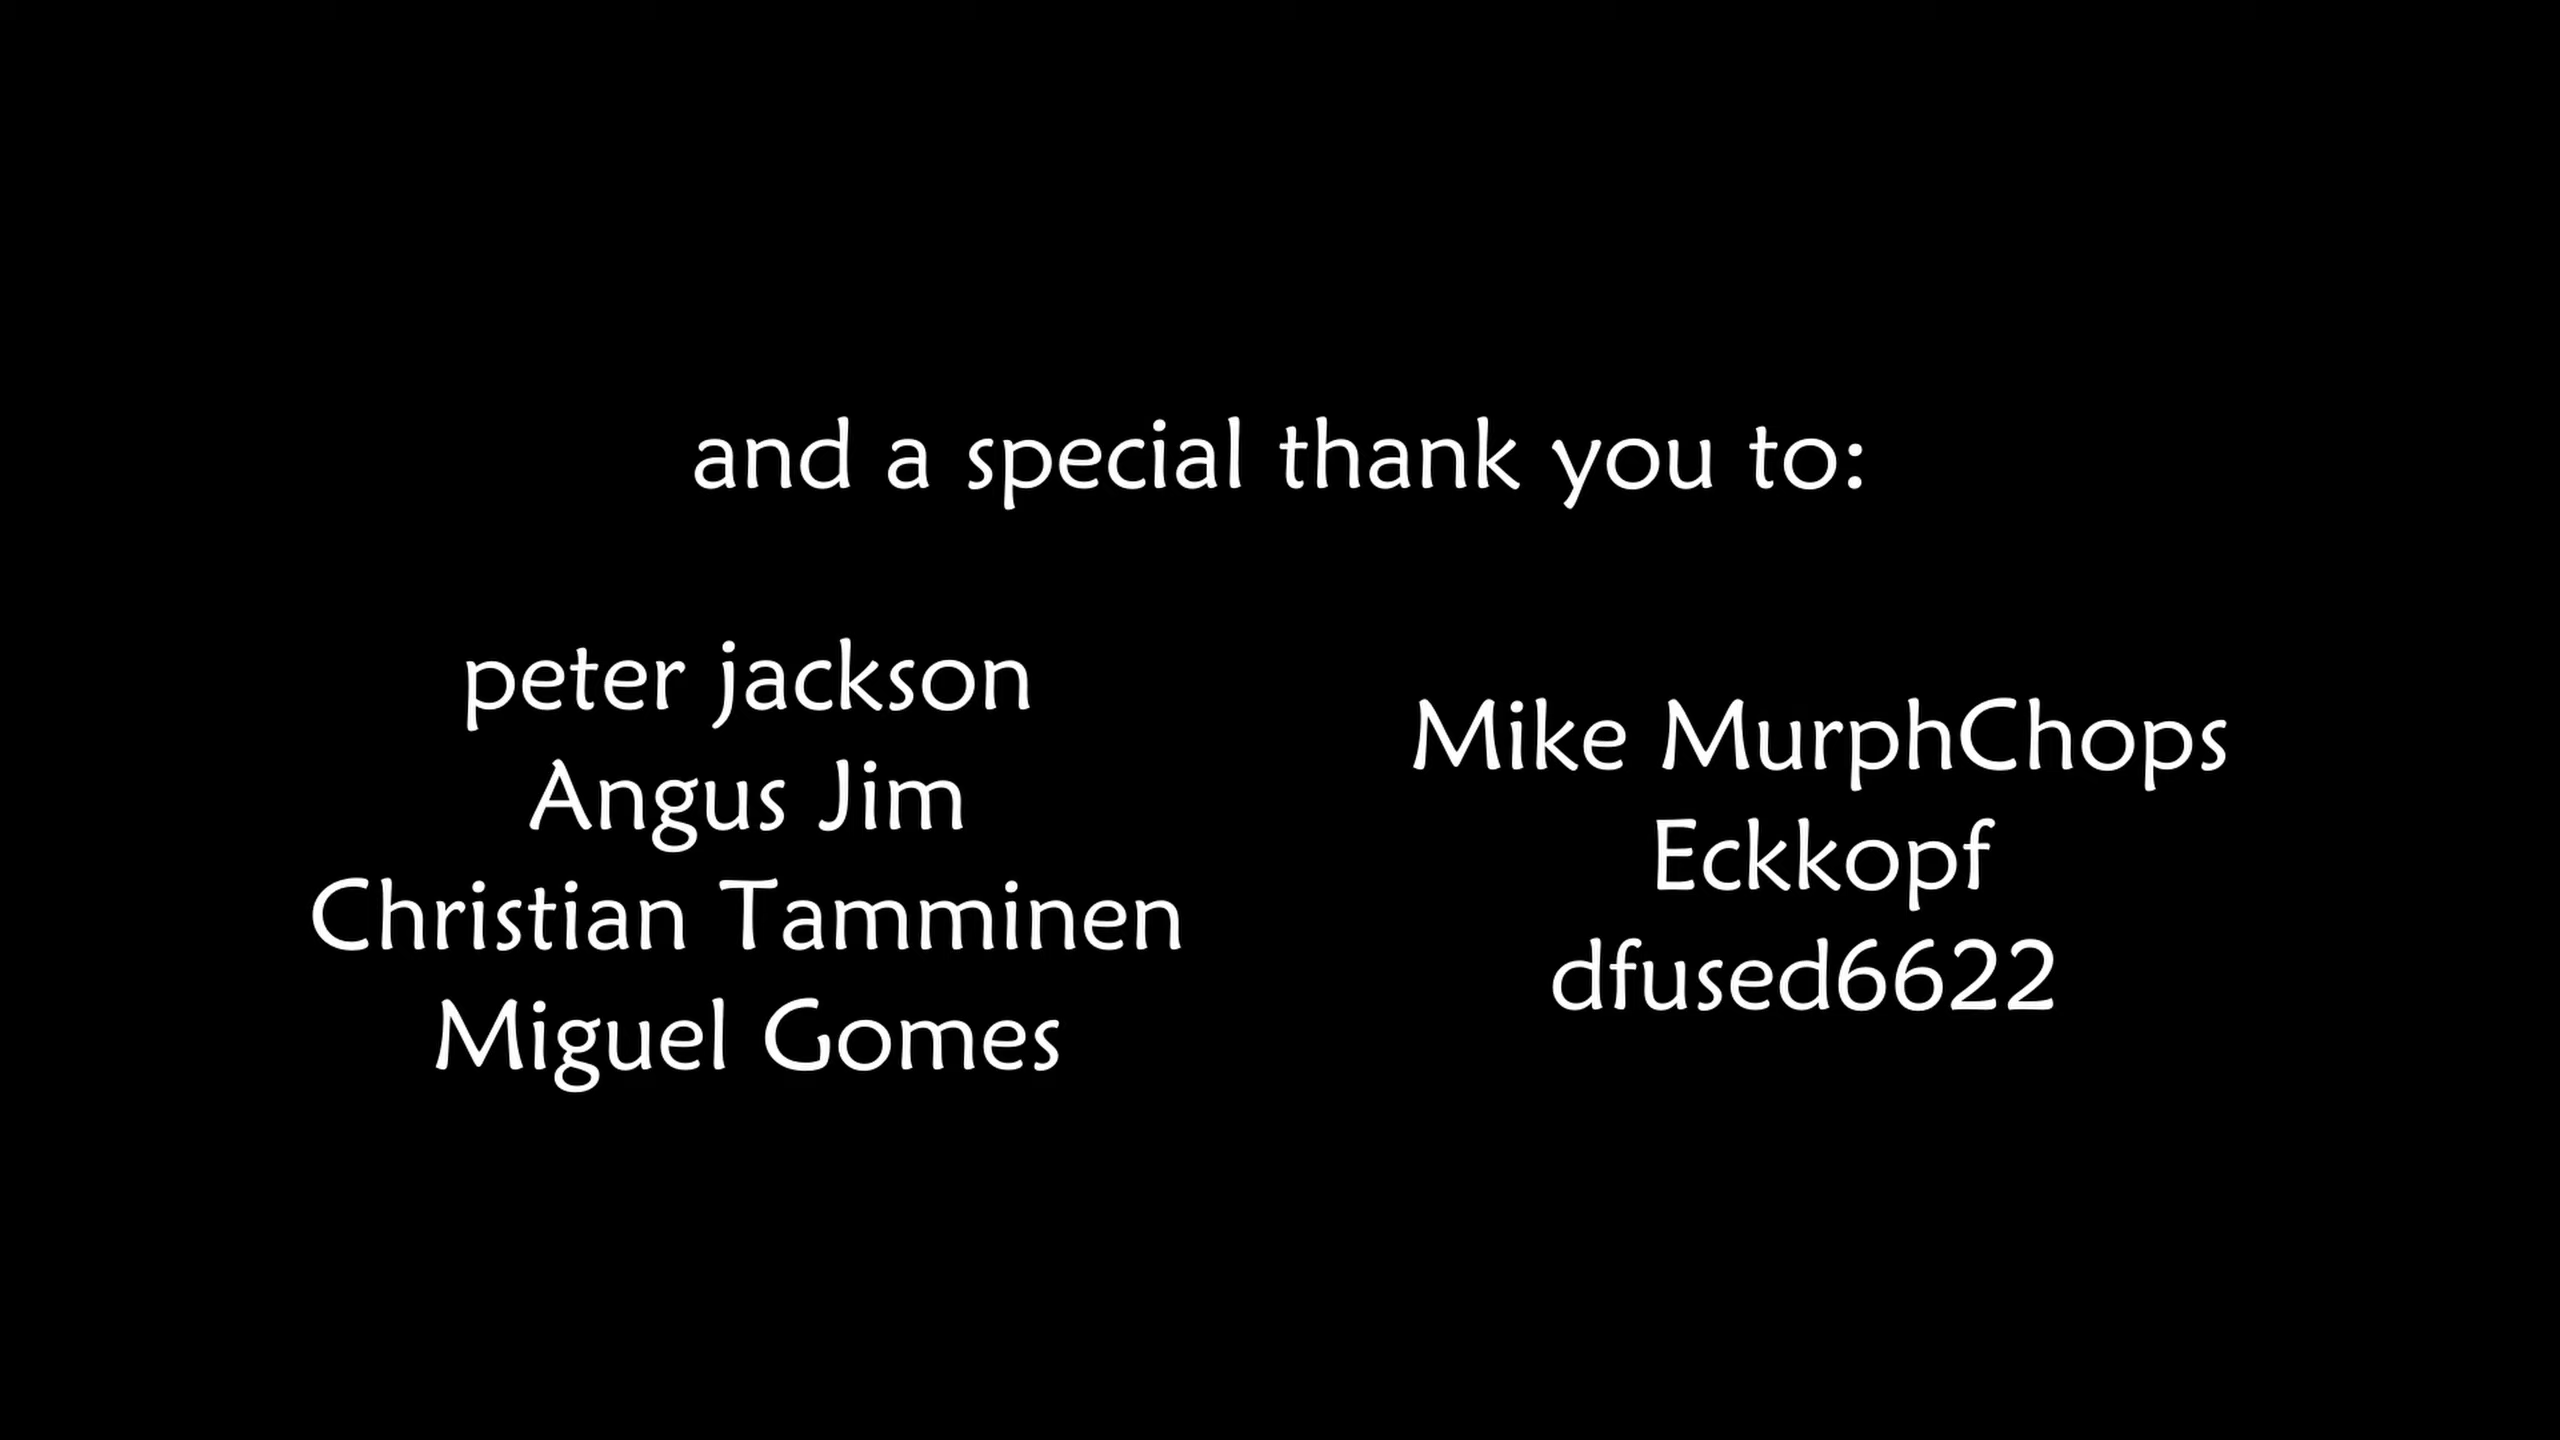 and a special thank you to:
peter jackson
Angus Jim
Christian Tamminen
Miguel Gomes
Mike MurphChops
Eckkopf
dfused6622